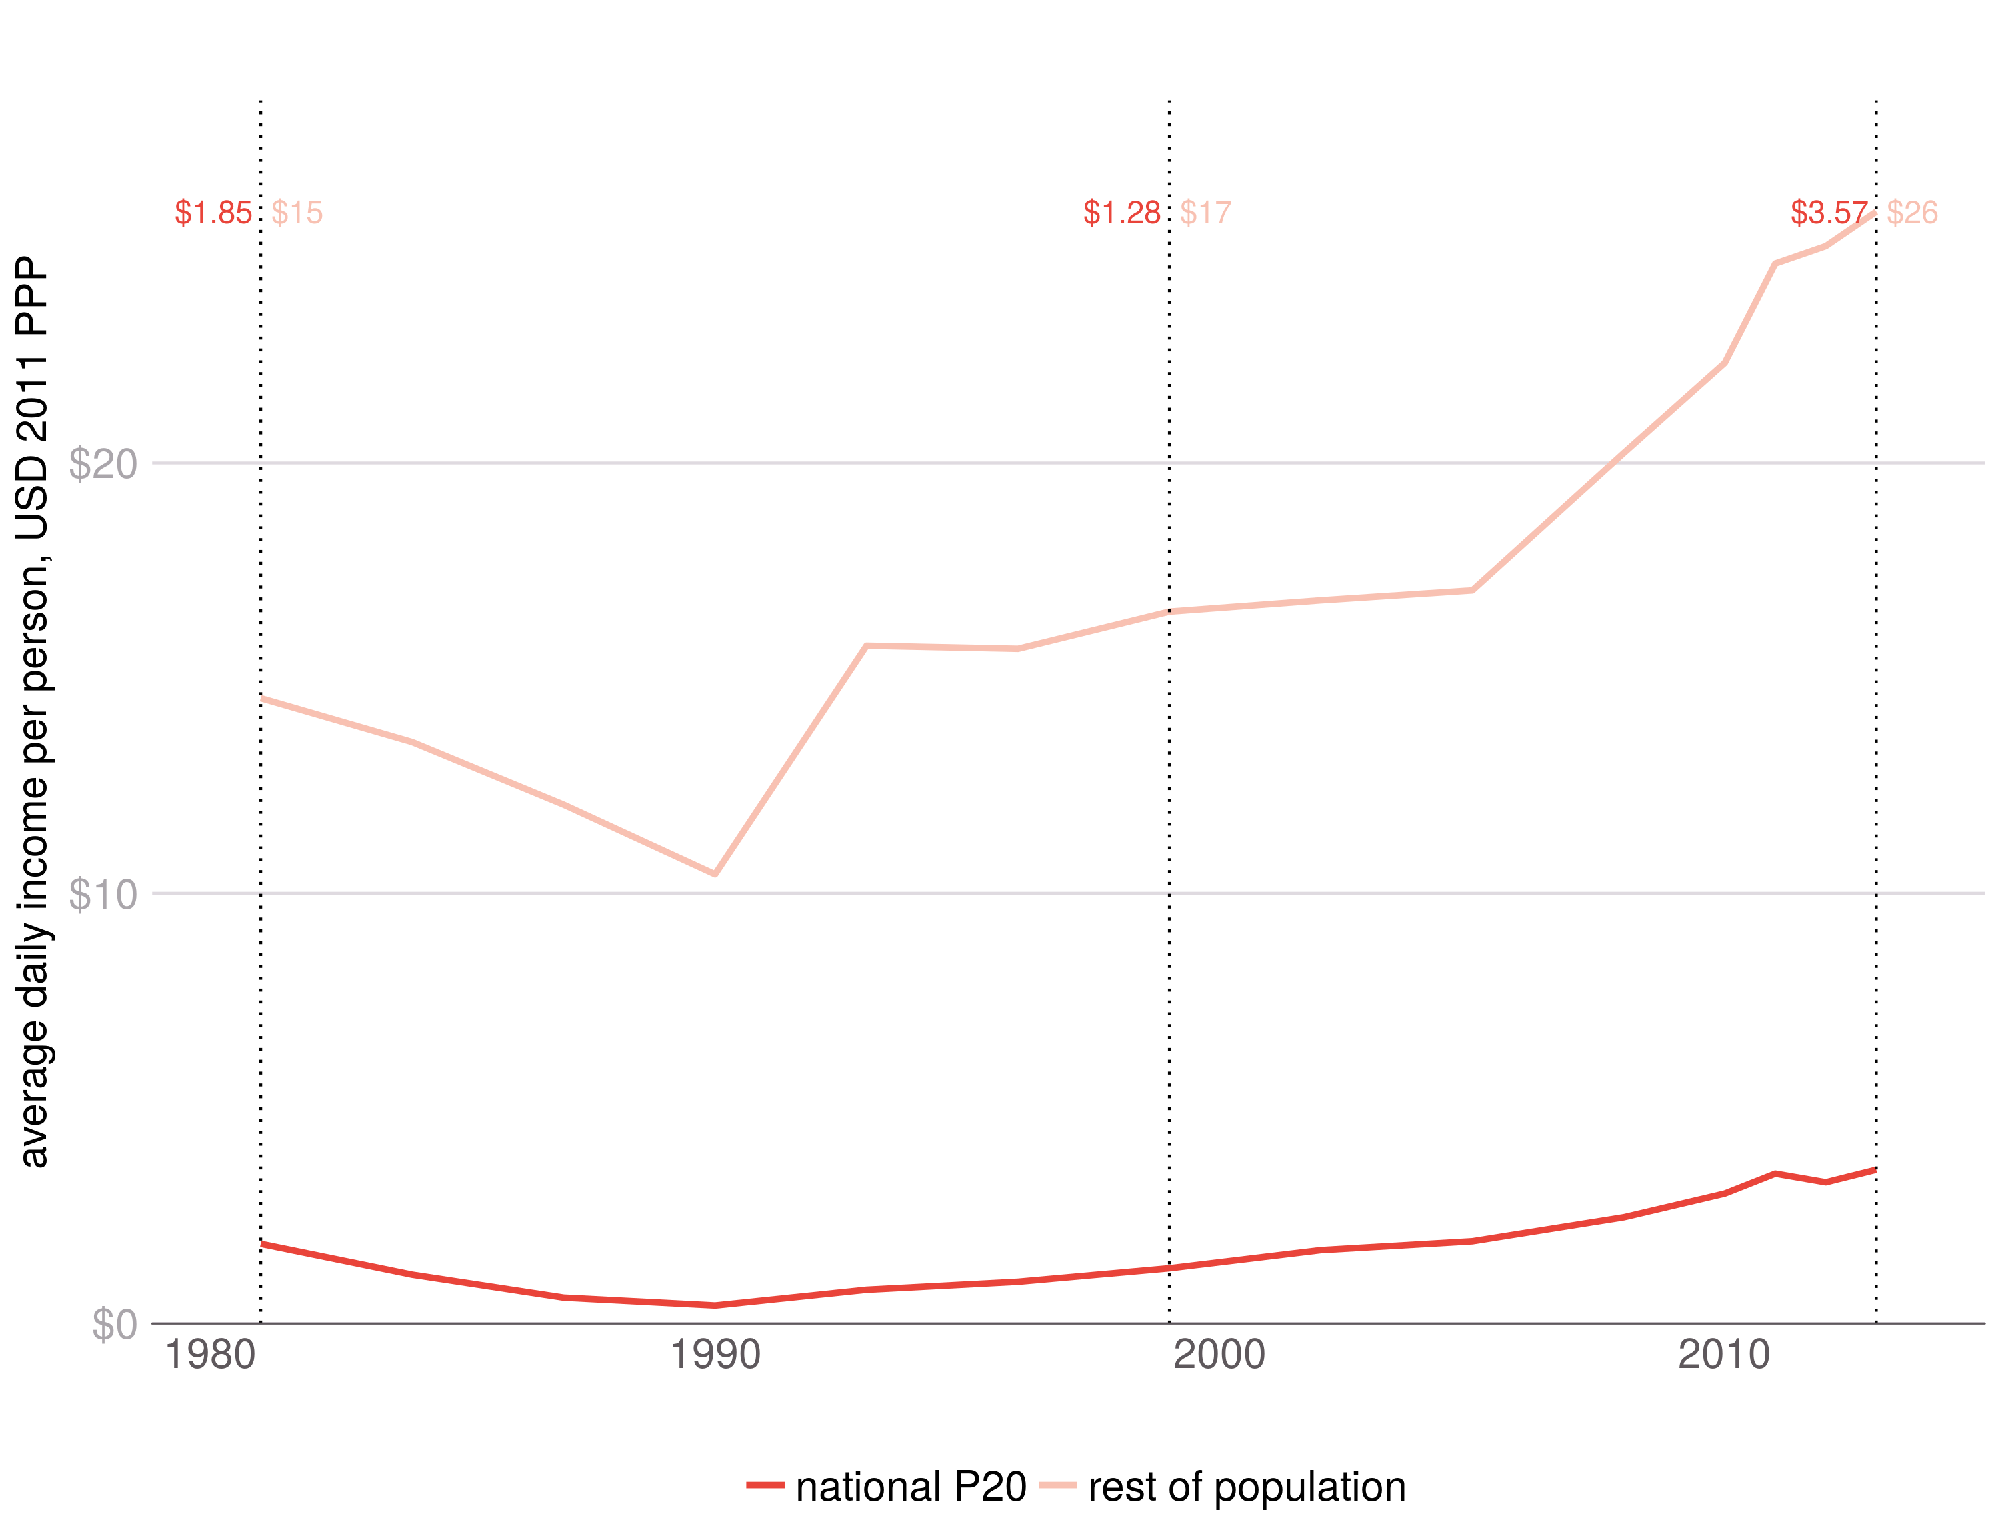 $1.85 $15 $1.28 $17 $3.57 $26
average daily income per person, USD 2011 PPP
$20
$10
$0
1980 1990 2000 2010
national P20 rest of population